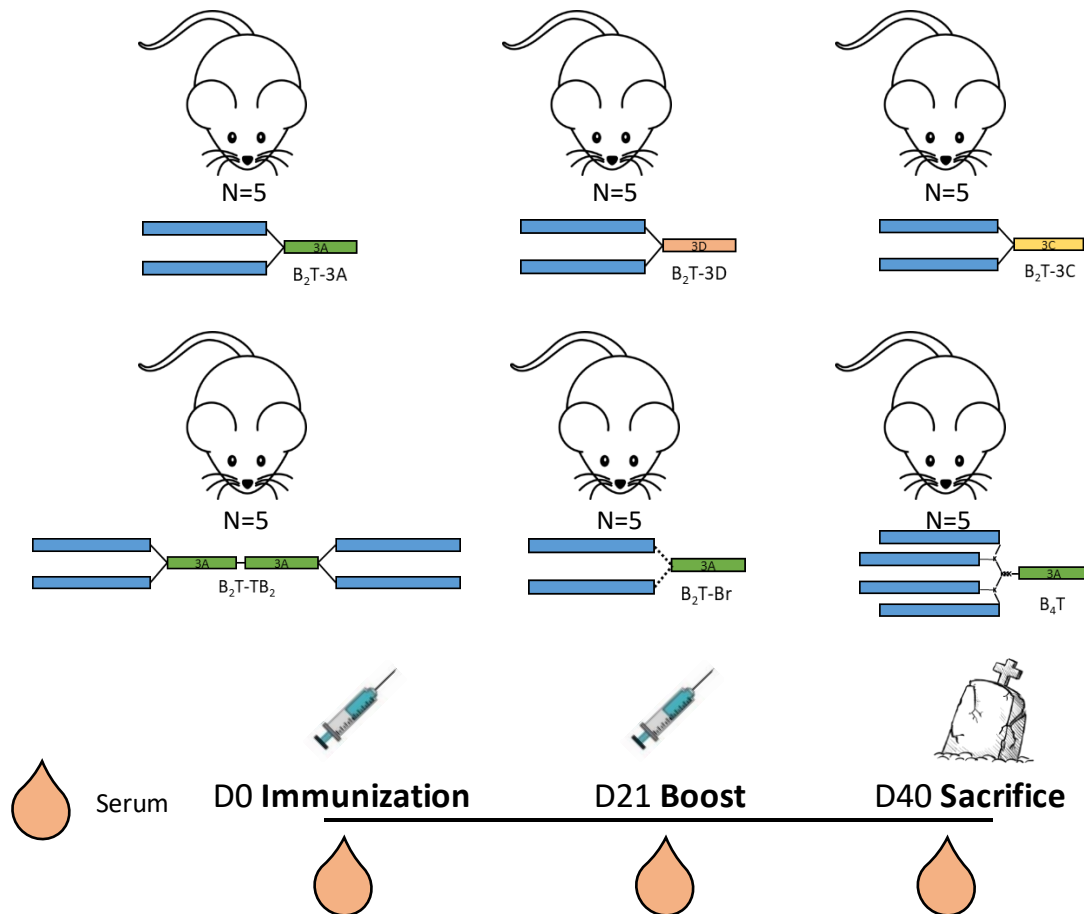 N=5 N=5 N=5
3A 3D 3C
B₂T-3A B₂T-3D B₂T-3C
N=5 N=5 N=5
3A 3A 3A 3A
B₂T-TB₂ B₂T-Br B₄T
Serum D0 Immunization D21 Boost D40 Sacrifice